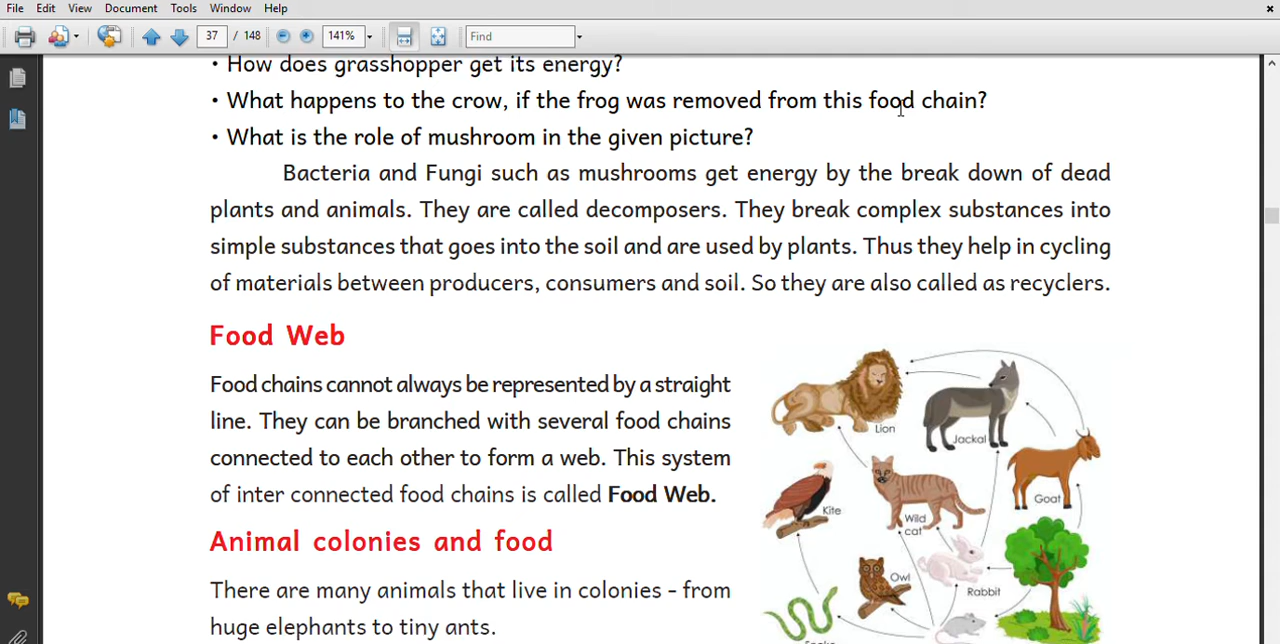 File Edit View Document Tools Window Help
37 / 148 141% Find
• How does grasshopper get its energy?
• What happens to the crow, if the frog was removed from this food chain?
• What is the role of mushroom in the given picture?
Bacteria and Fungi such as mushrooms get energy by the break down of dead
plants and animals. They are called decomposers. They break complex substances into
simple substances that goes into the soil and are used by plants. Thus they help in cycling
of materials between producers, consumers and soil. So they are also called as recyclers.
Food Web
Food chains cannot always be represented by a straight
line. They can be branched with several food chains
connected to each other to form a web. This system
of inter connected food chains is called Food Web.
Animal colonies and food
There are many animals that live in colonies - from
huge elephants to tiny ants.
Lion
Jackal
Goat
Kite
Wild
cat
Owl
Rabbit